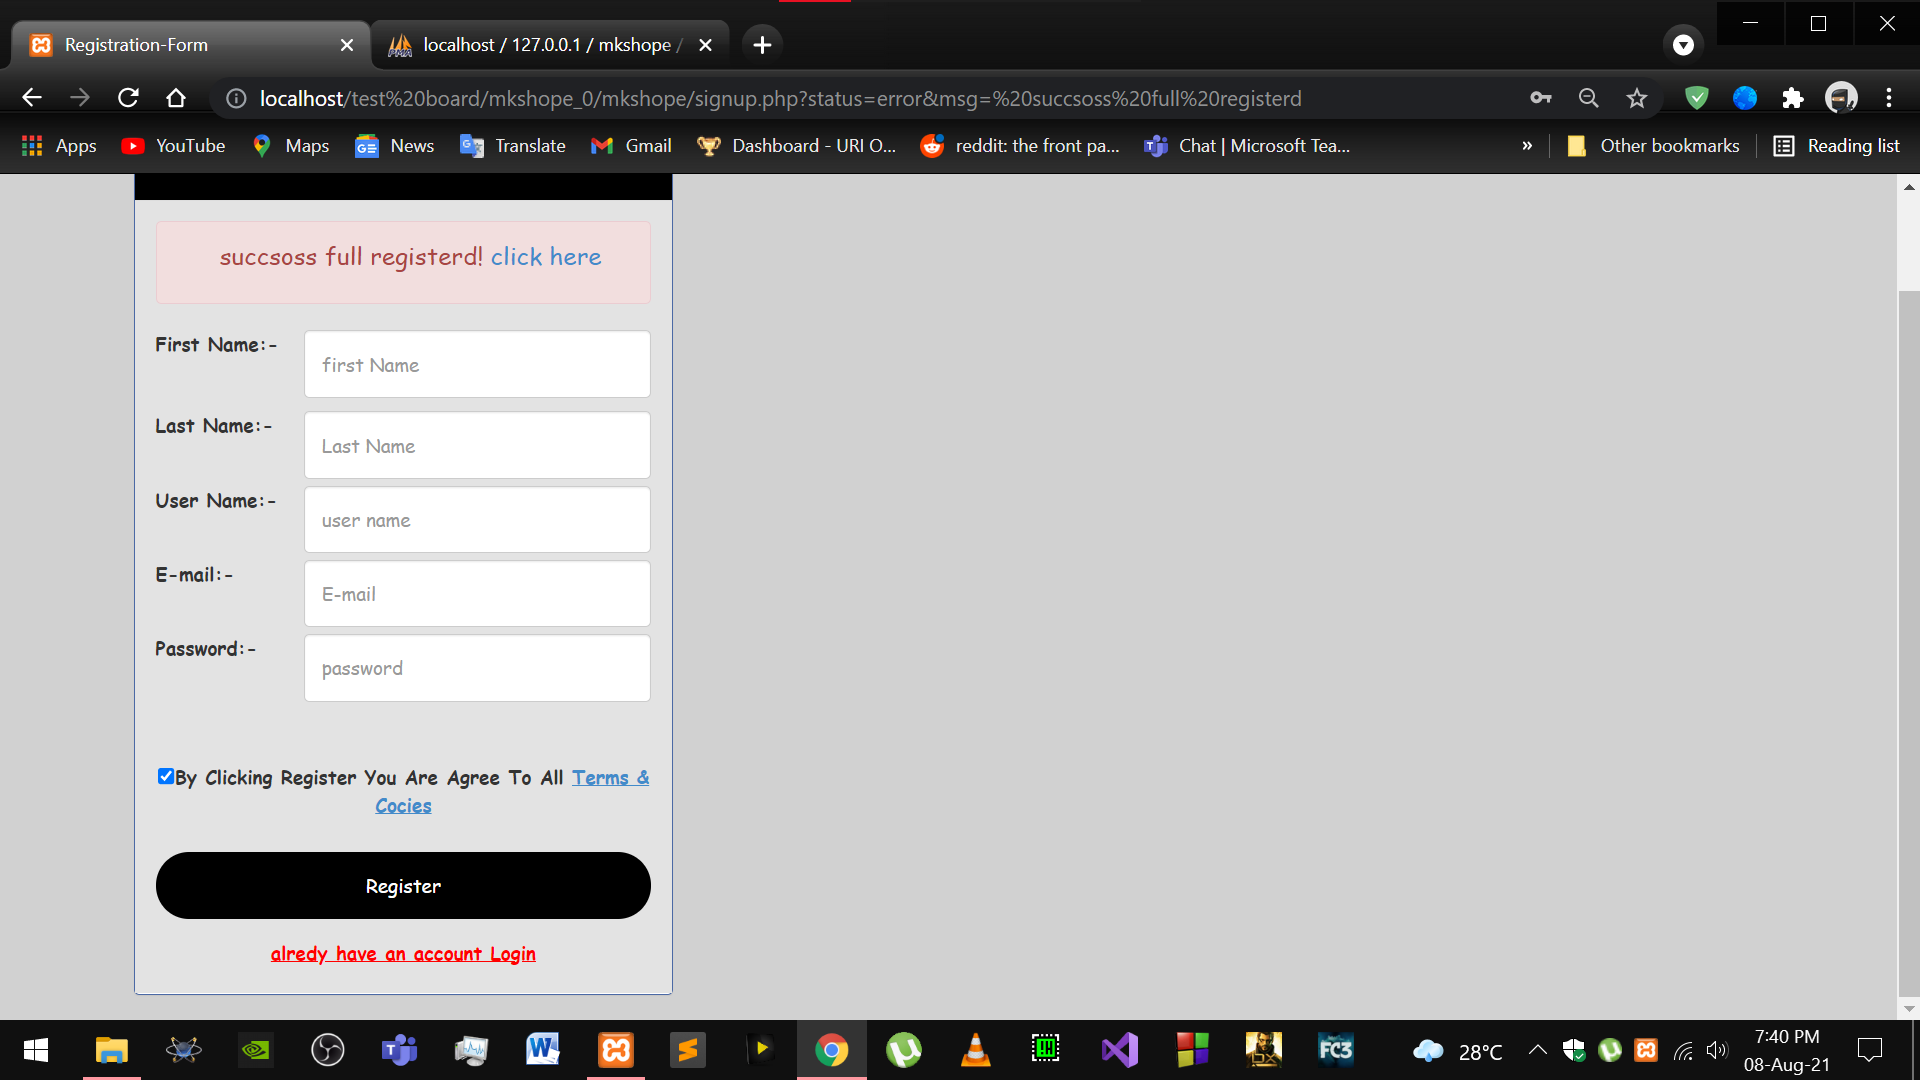 Registration-Form
localhost / 127.0.0.1 / mkshope /
localhost/test%20board/mkshope_0/mkshope/signup.php?status=error&msg=%20succsoss%20full%20registerd
Apps YouTube Maps News Translate Gmail Dashboard - URI O... reddit: the front pa... Chat | Microsoft Tea... » Other bookmarks Reading list
succsoss full registerd! click here
First Name:- first Name
Last Name:- Last Name
User Name:- user name
E-mail:- E-mail
Password:- password
By Clicking Register You Are Agree To All Terms &
Cocies
Register
alredy have an account Login
28°C
7:40 PM
08-Aug-21
FC3